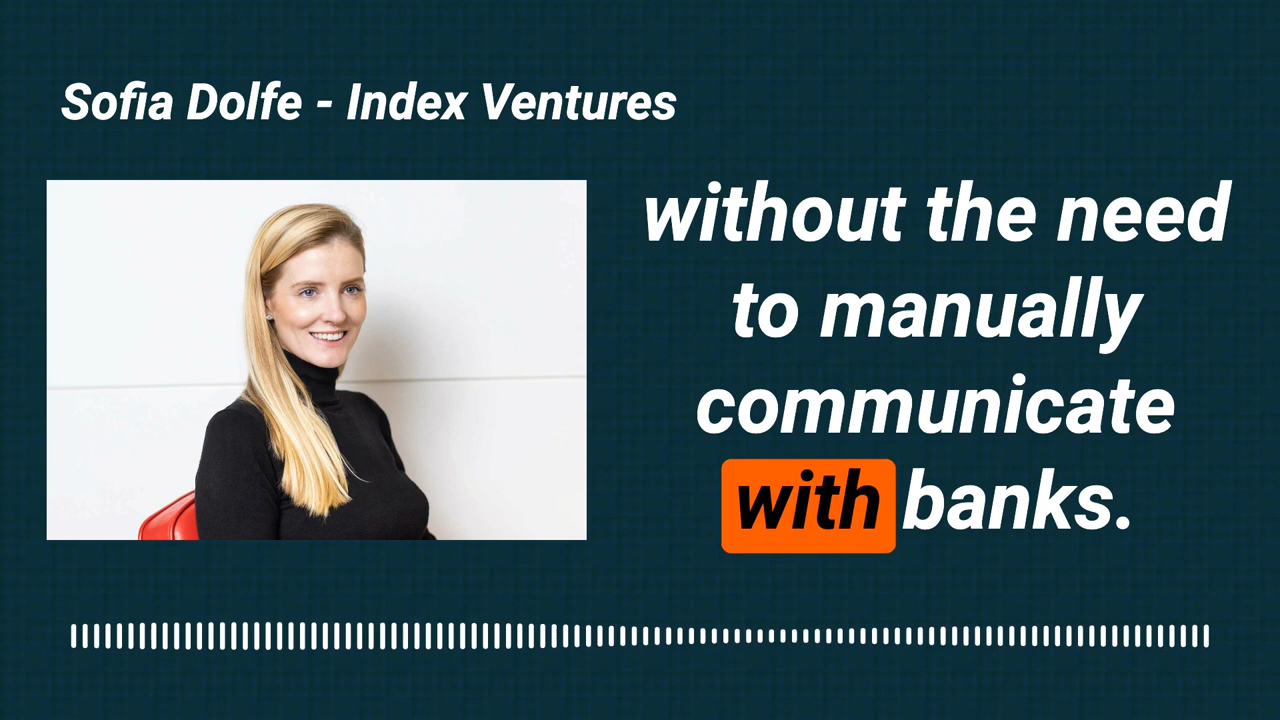 Sofia Dolfe - Index Ventures
without the need
to manually
communicate
with banks.